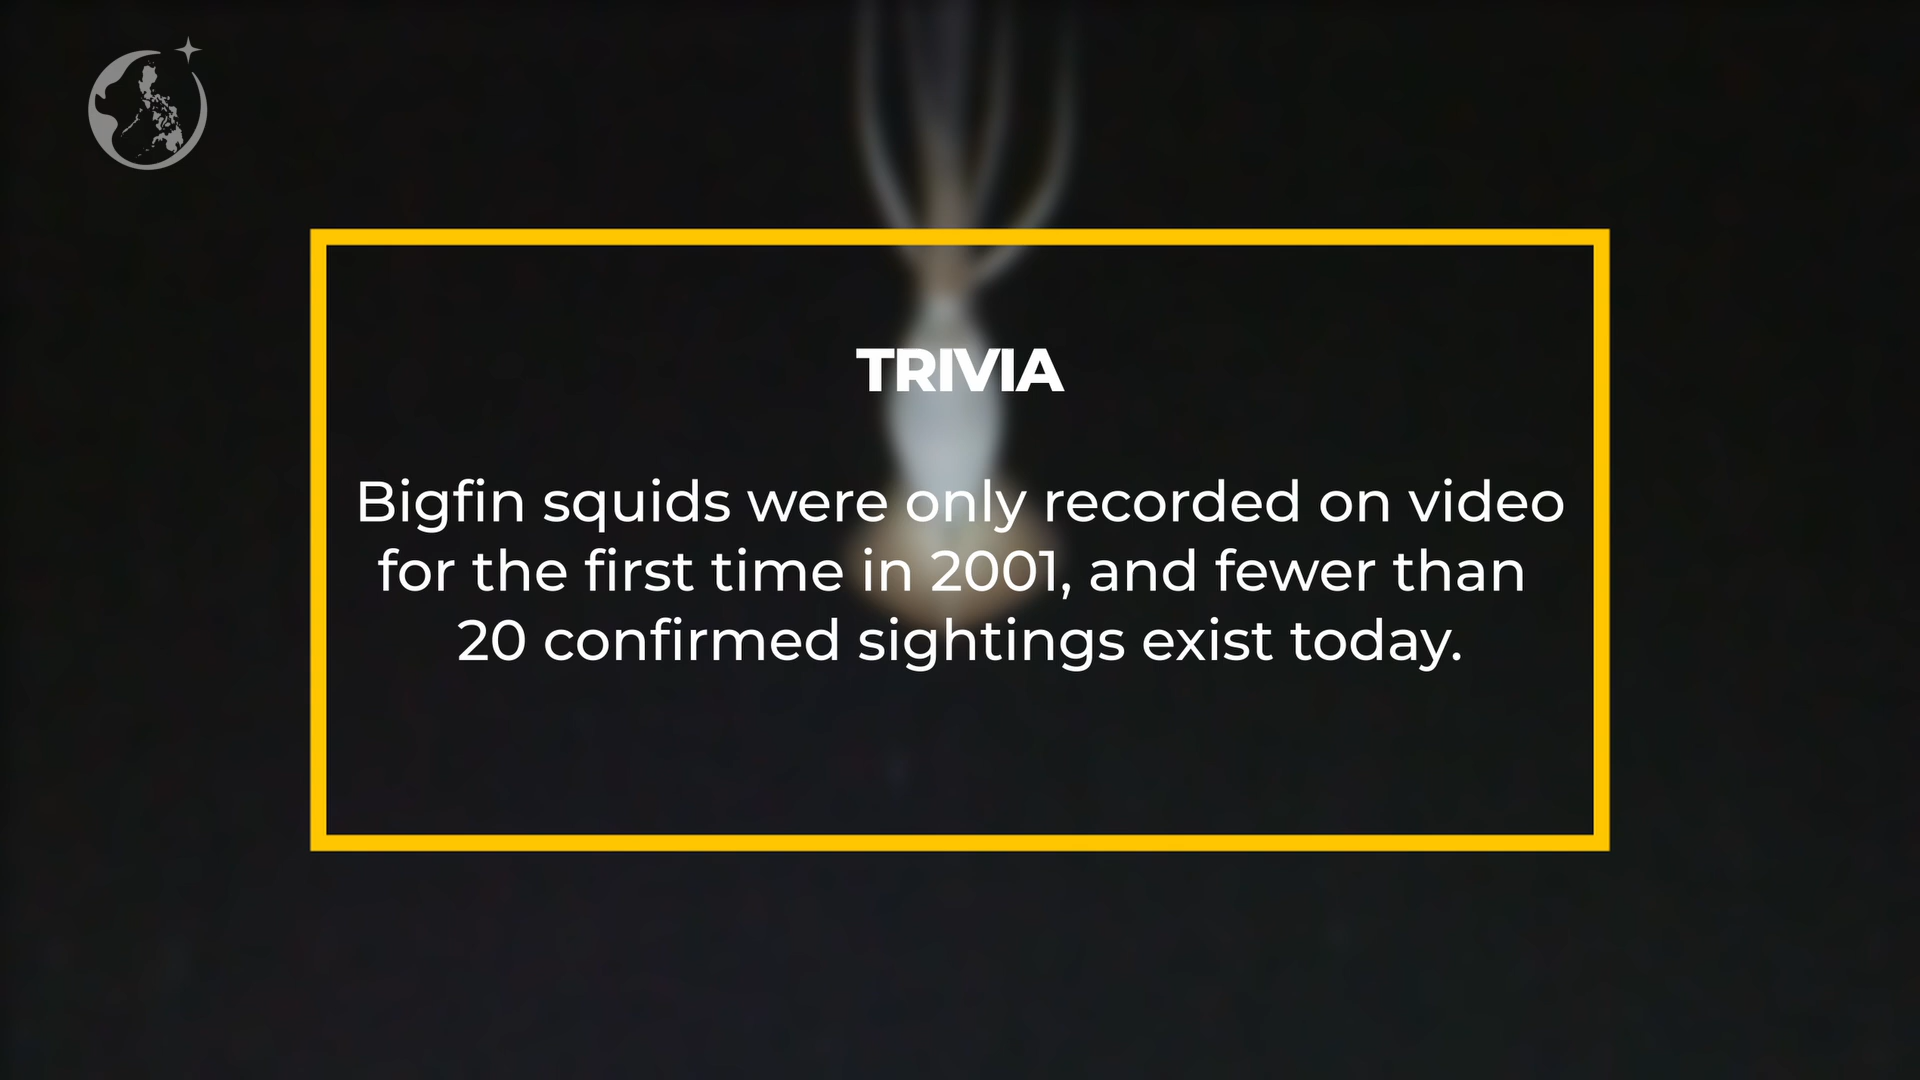 TRIVIA
Bigfin squids were only recorded on video
for the first time in 2001, and fewer than
20 confirmed sightings exist today.